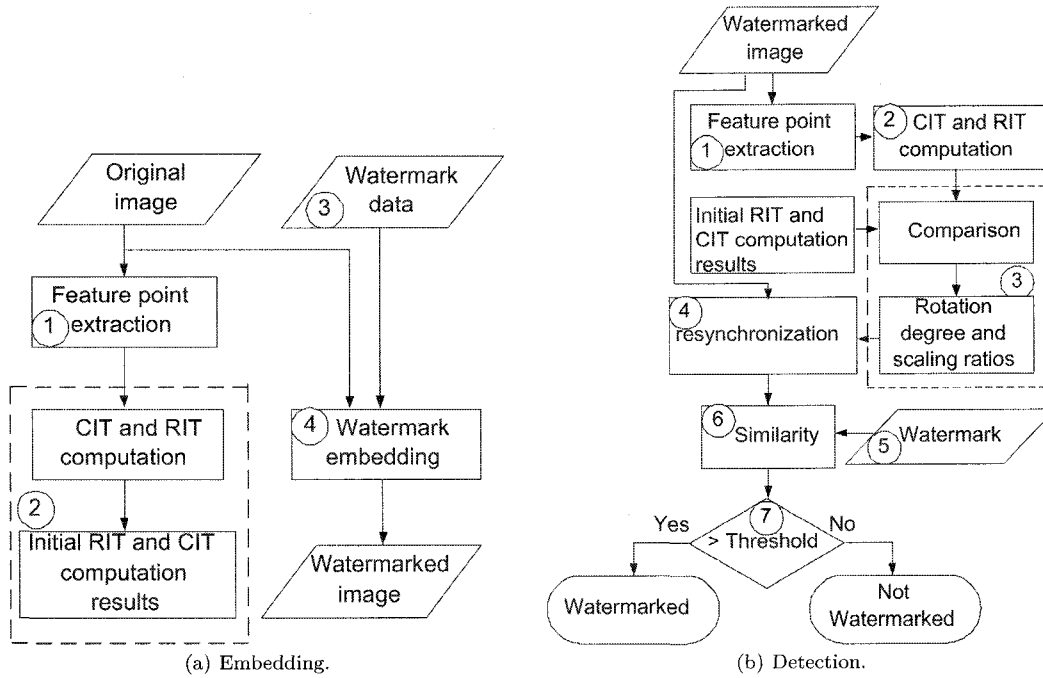 Original
image
Watermark
3
data
Feature point
1
extraction
CIT and RIT
computation
2
Initial RIT and CIT
computation
results
4
Watermark
embedding
Watermarked
image
(a) Embedding.
Watermarked
image
Feature point
1
extraction
2
CIT and RIT
computation
Initial RIT and
CIT computation
results
Comparison
3
Rotation
degree and
scaling ratios
4
resynchronization
6
Similarity
5
Watermark
7
Yes
No
> Threshold
Watermarked
Not
Watermarked
(b) Detection.